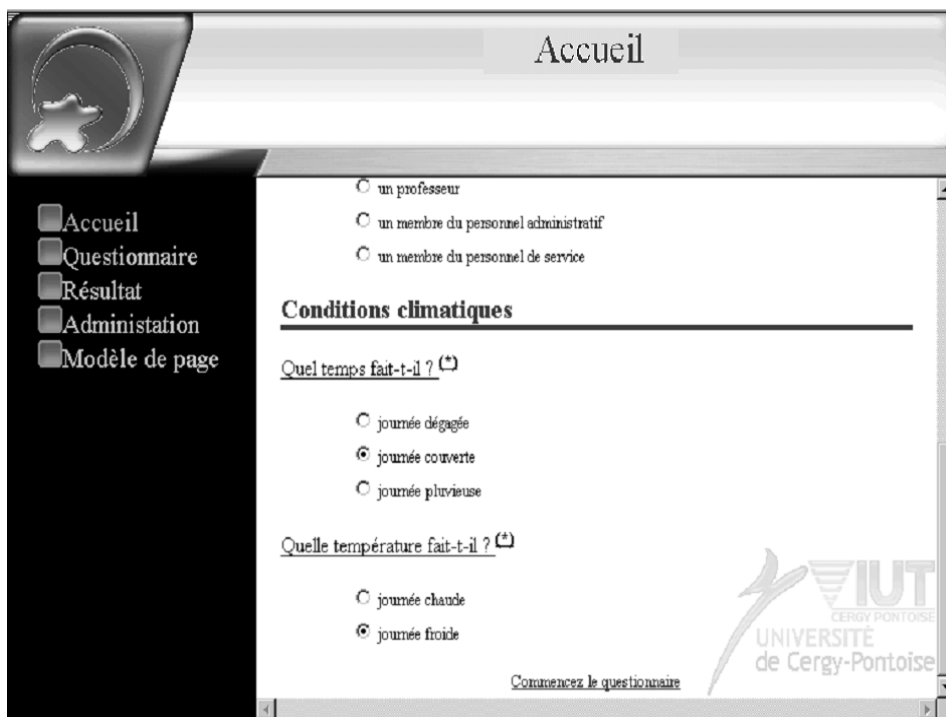 Accueil
Accueil
Questionnaire
Résultat
Administation
Modèle de page
un professeur
un membre du personnel administratif
un membre du personnel de service
Conditions climatiques
Quel temps fait-t-il ? (*)
journée dégagée
journée couverte
journée pluvieuse
Quelle température fait-t-il ? (*)
journée chaude
journée froide
Commencez le questionnaire
IUT
CERGY PONTOISE
UNIVERSITÉ
de Cergy-Pontoise